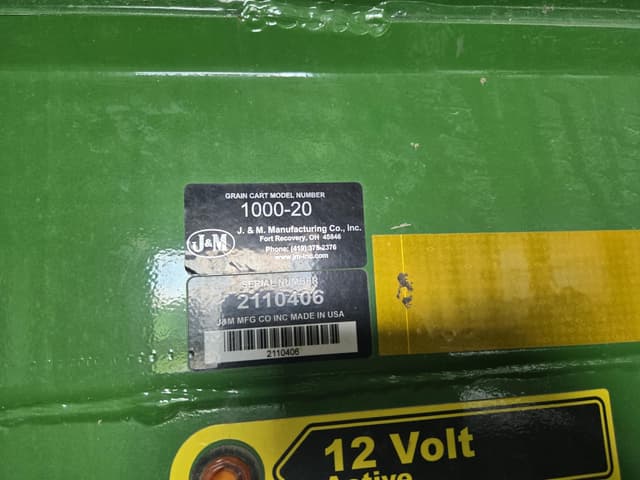 GRAIN CART MODEL NUMBER
1000-20
J&M
J. & M. Manufacturing Co., Inc.
Fort Recovery, OH 45846
Phone: (419) 375-2376
www.jm-inc.com
SERIAL NUMBER
2110406
J&M MFG CO INC MADE IN USA
2110406
12 Volt
Active